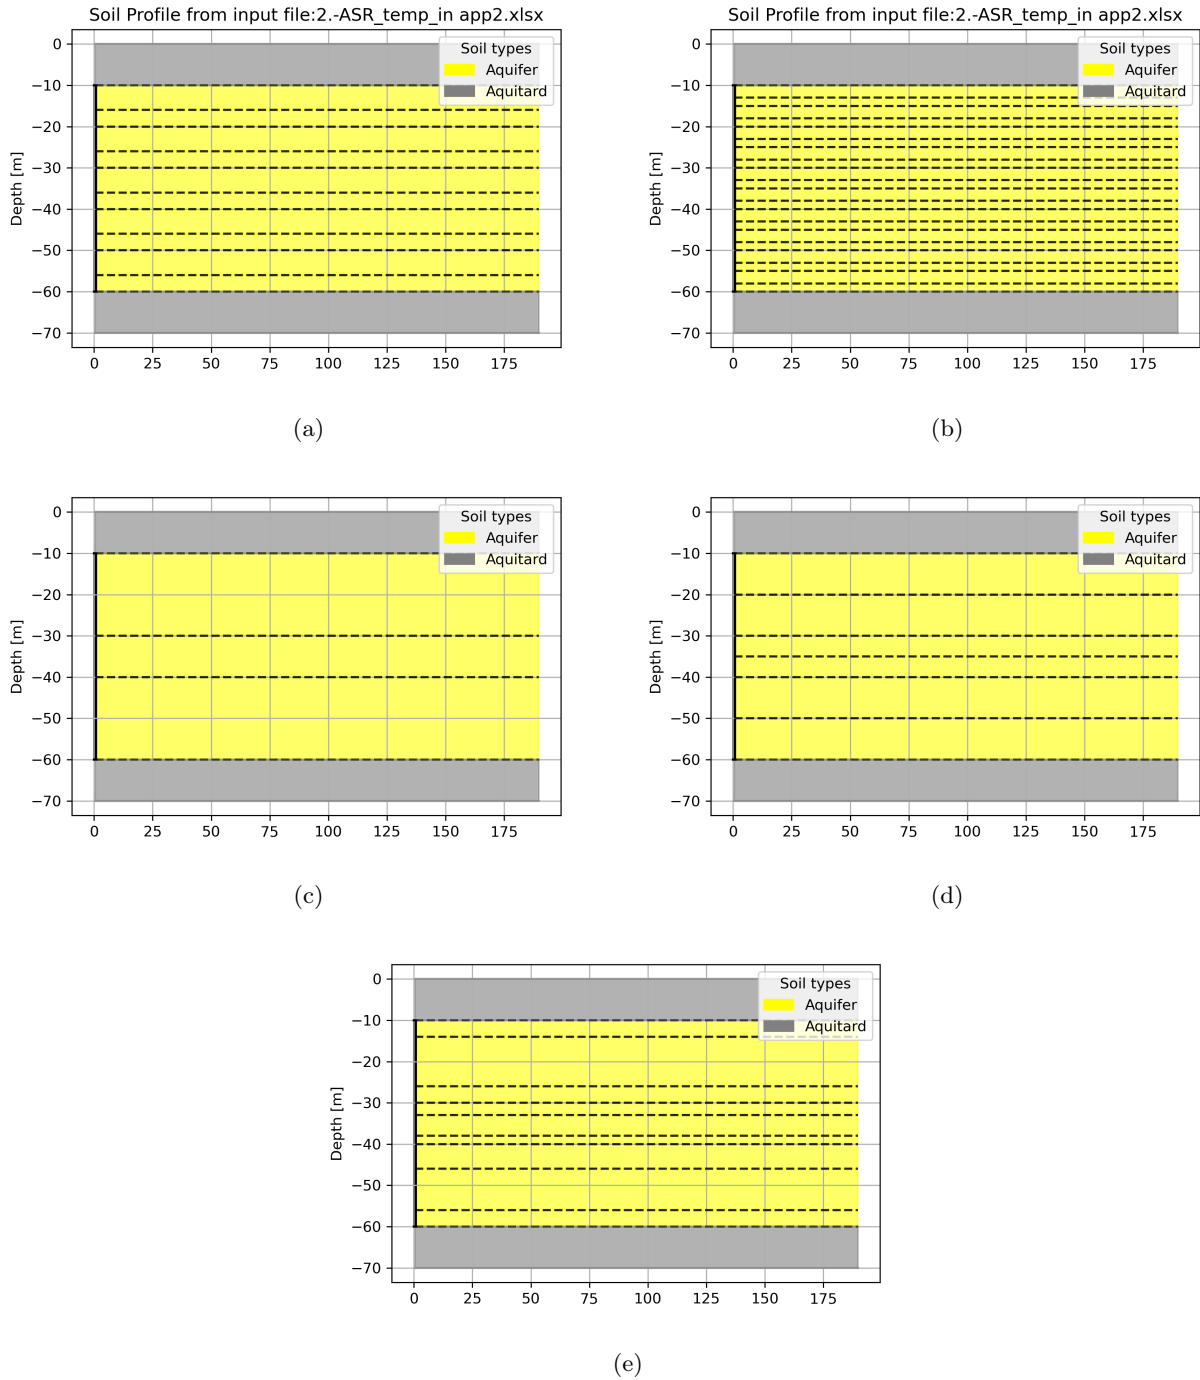 Soil Profile from input file:2.-ASR_temp_in app2.xlsx
Soil types
Aquifer
Aquitard
Depth [m]
0
−10
−20
−30
−40
−50
−60
−70
0 25 50 75 100 125 150 175
(a)
Soil Profile from input file:2.-ASR_temp_in app2.xlsx
Soil types
Aquifer
Aquitard
Depth [m]
0
−10
−20
−30
−40
−50
−60
−70
0 25 50 75 100 125 150 175
(b)
Soil types
Aquifer
Aquitard
Depth [m]
0
−10
−20
−30
−40
−50
−60
−70
0 25 50 75 100 125 150 175
(c)
Soil types
Aquifer
Aquitard
Depth [m]
0
−10
−20
−30
−40
−50
−60
−70
0 25 50 75 100 125 150 175
(d)
Soil types
Aquifer
Aquitard
Depth [m]
0
−10
−20
−30
−40
−50
−60
−70
0 25 50 75 100 125 150 175
(e)